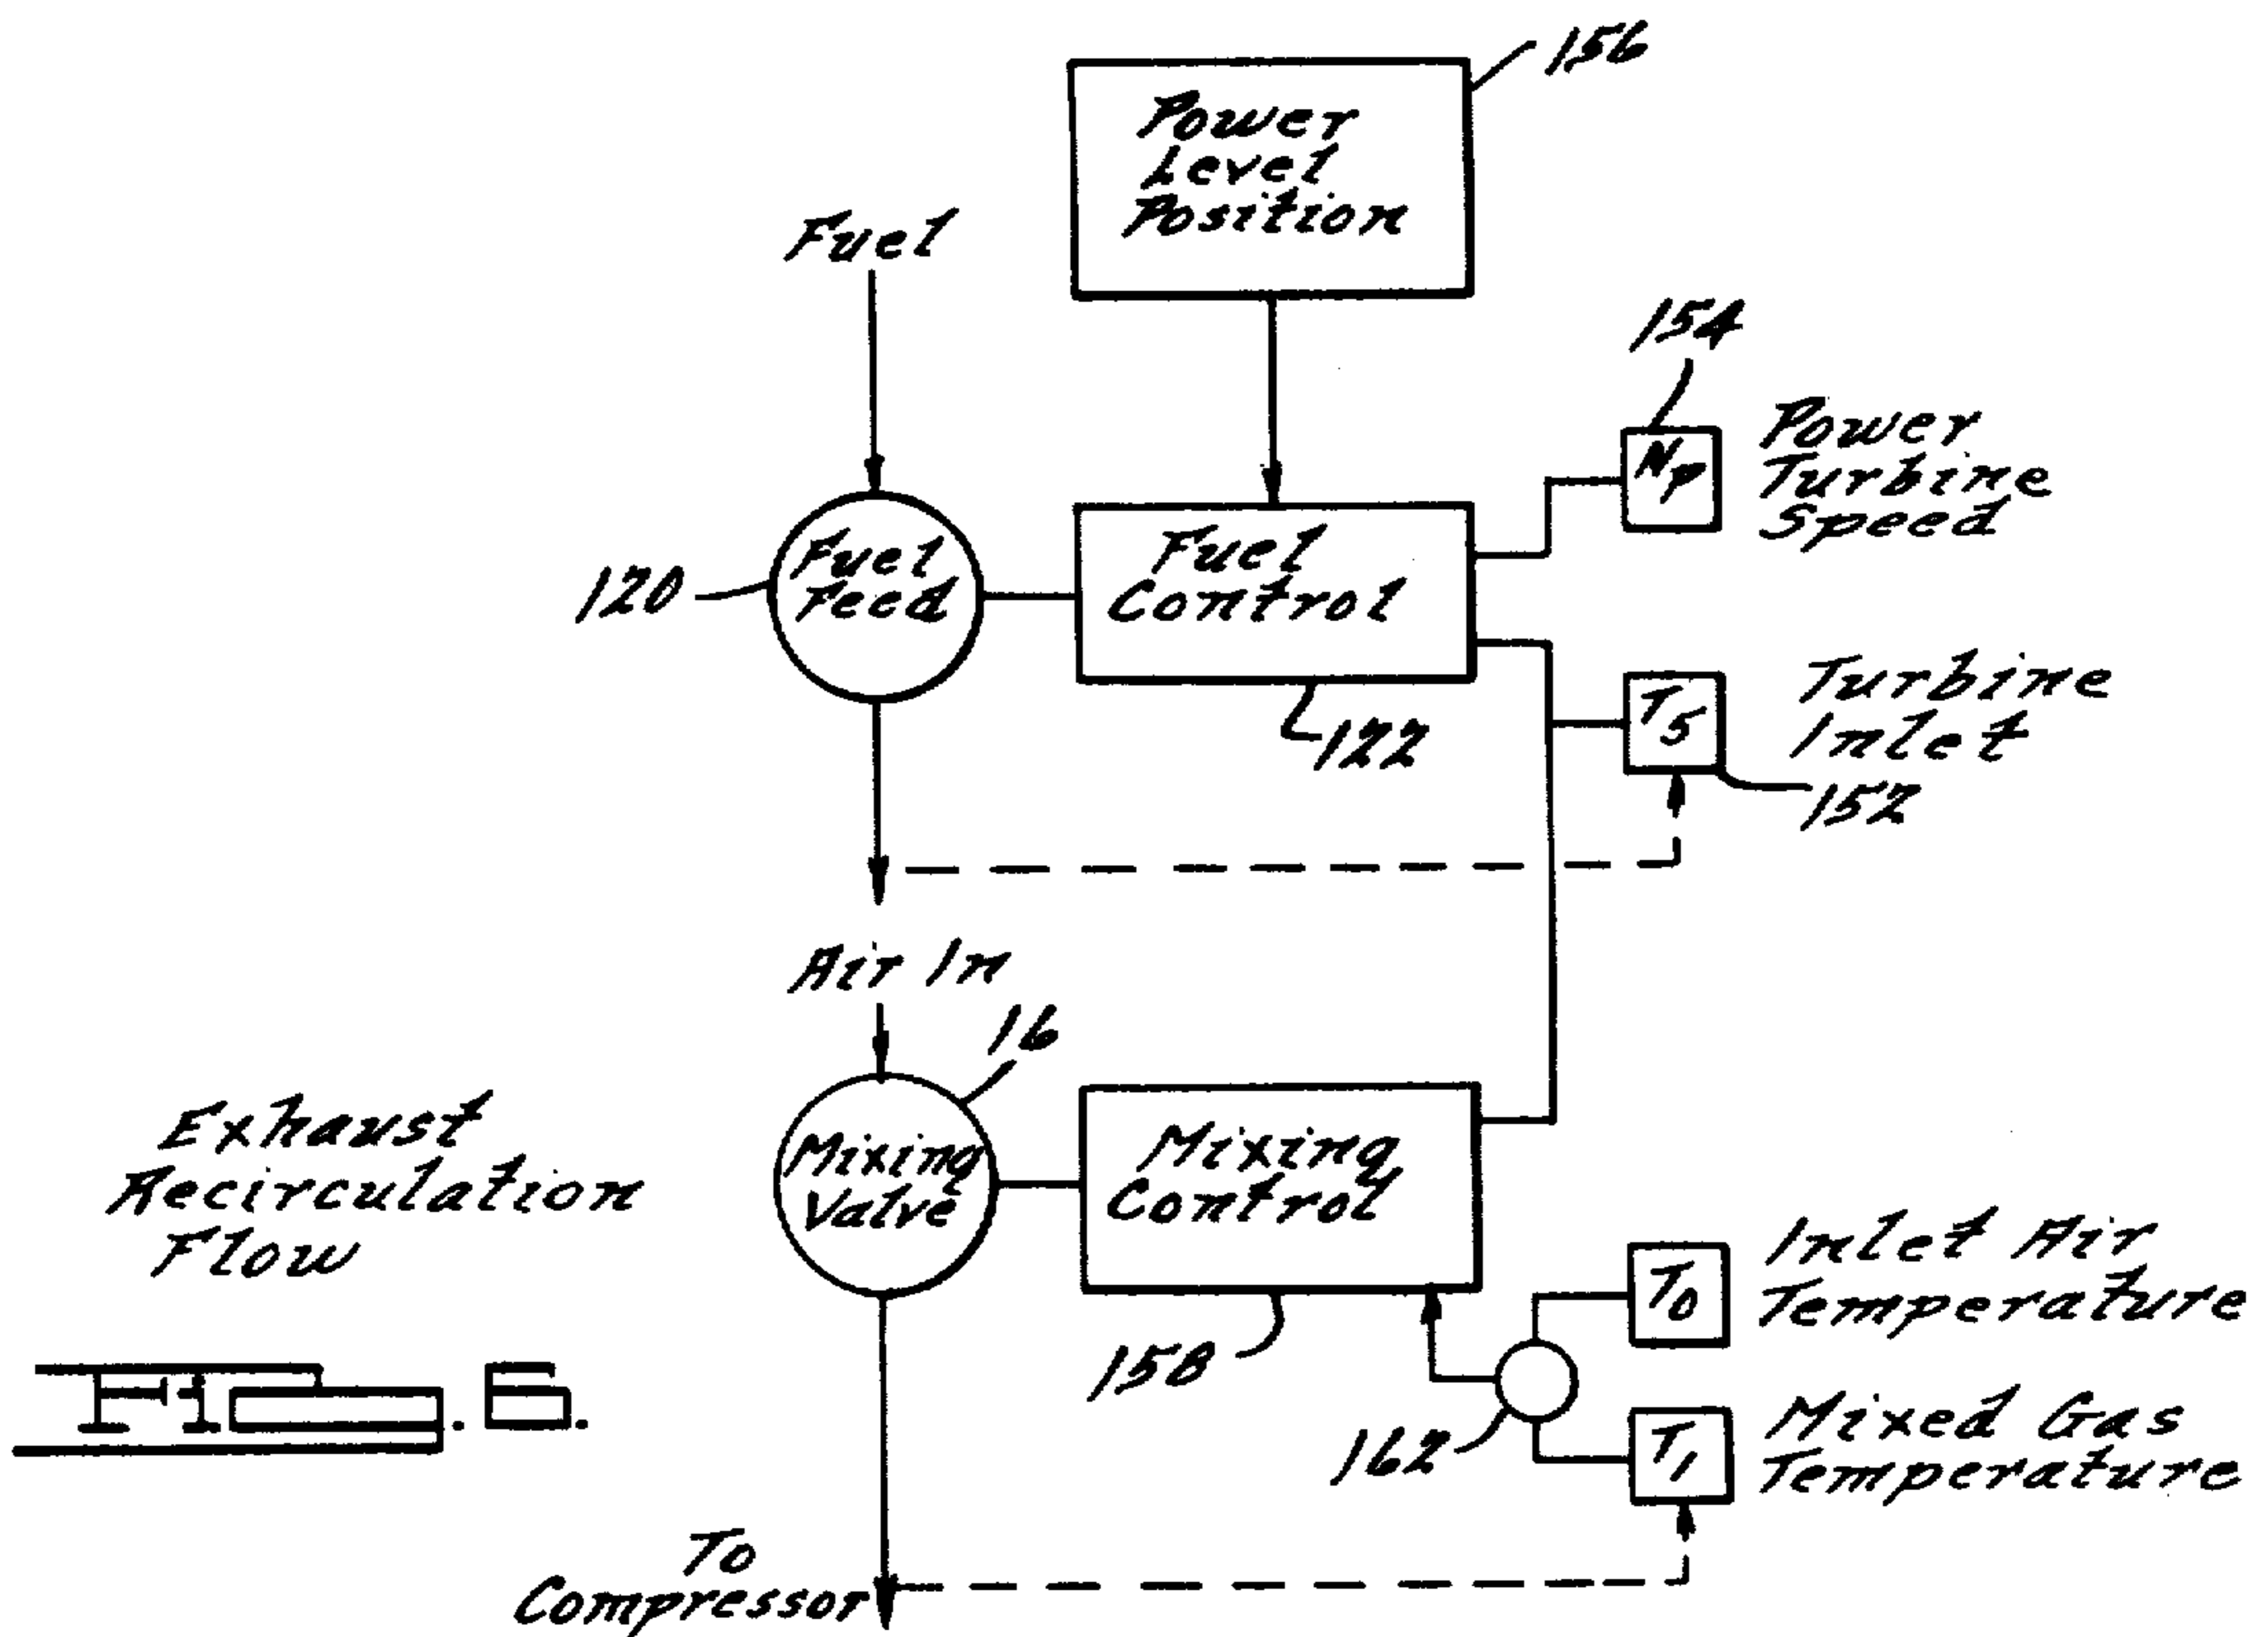 156
Power
Level
Position
Fuel
154
Np
Power
Turbine
Speed
Fuel
Feed
120
Fuel
Control
122
T5
Turbine
Inlet
152
Air In
16
Exhaust
Recirculation
Flow
Mixing
Valve
Mixing
Control
158
T0
Inlet Air
Temperature
162
T1
Mixed Gas
Temperature
Fig. 6.
To
Compressor